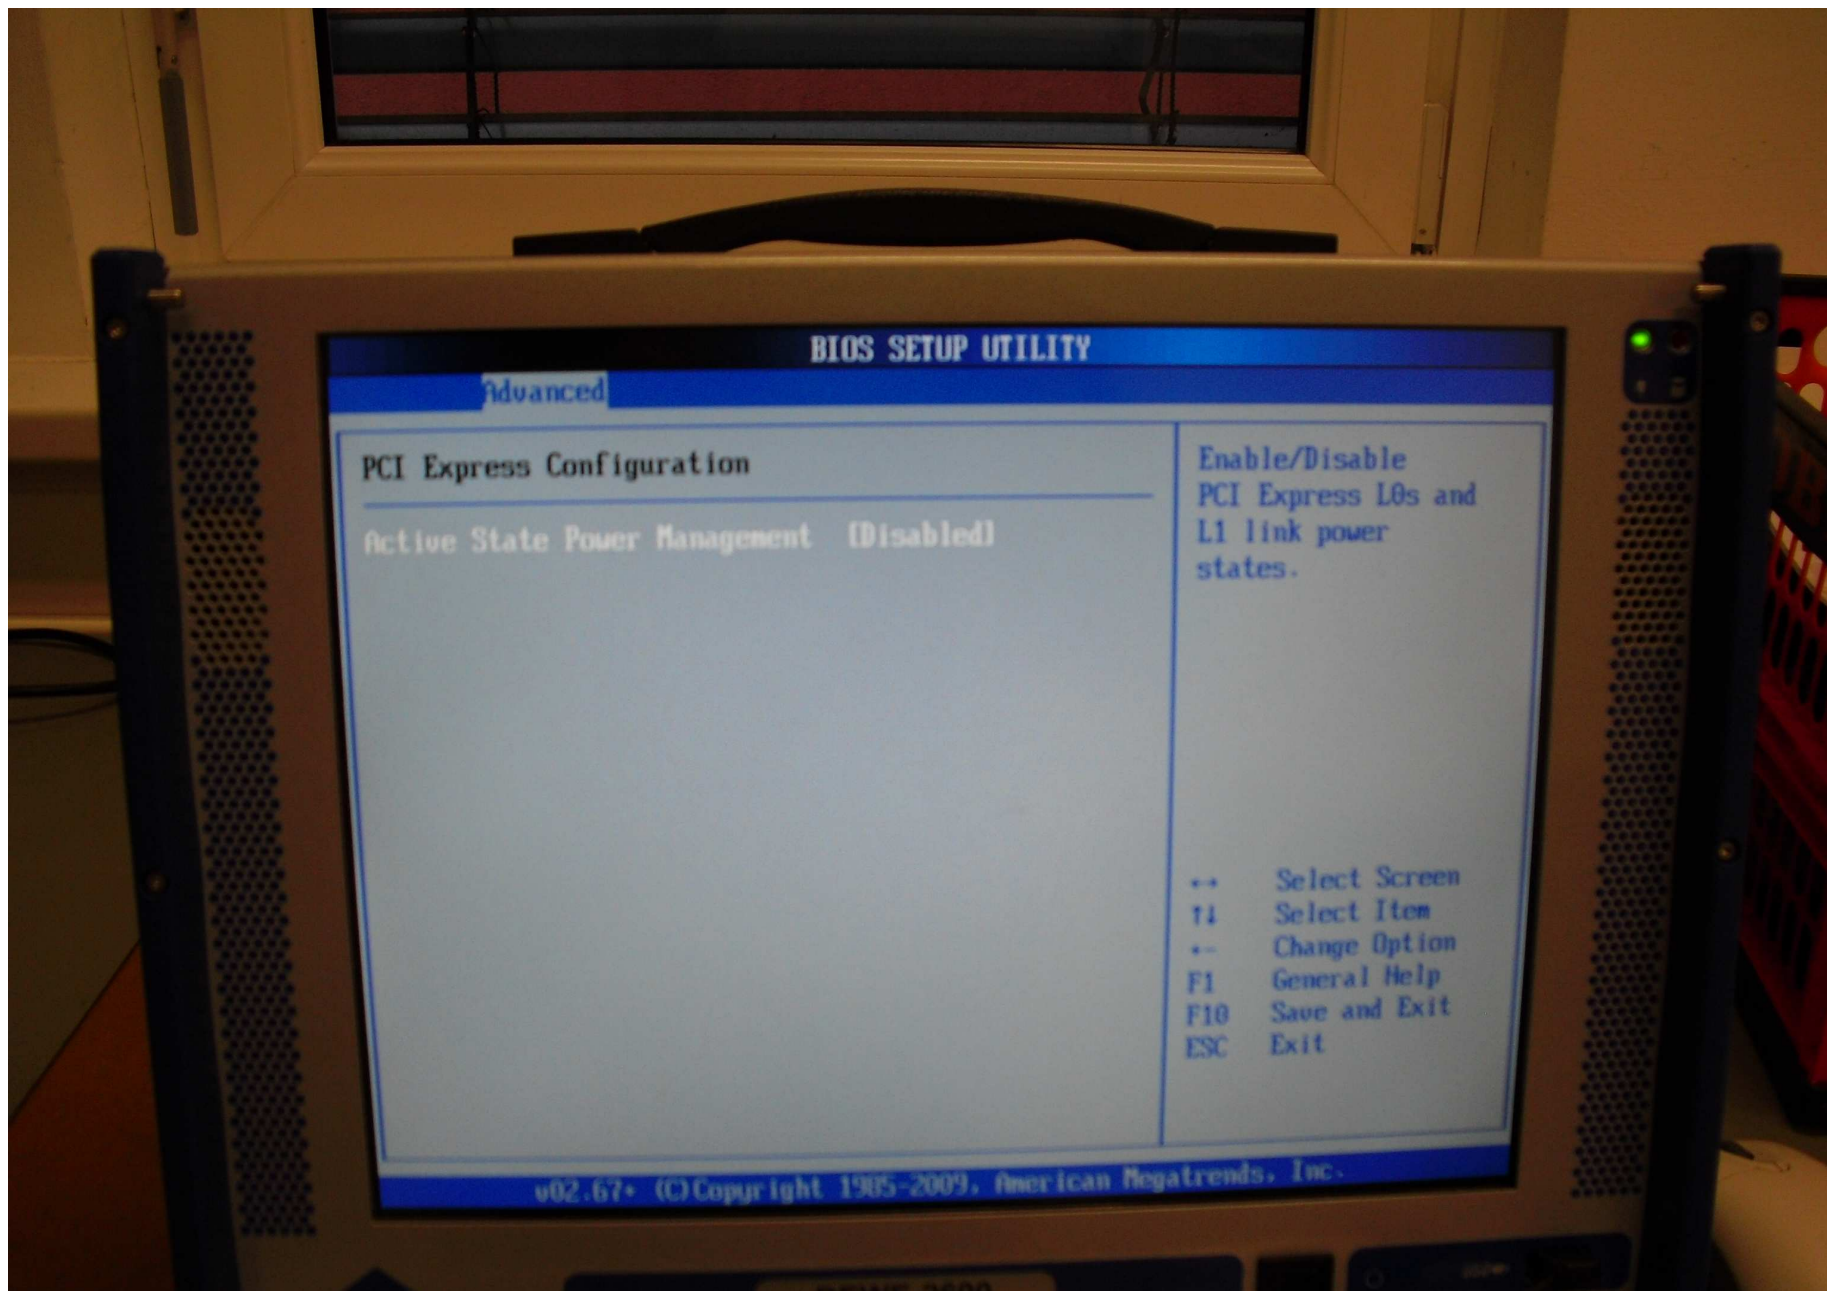 BIOS SETUP UTILITY
Advanced
PCI Express Configuration
Active State Power Management [Disabled]
Enable/Disable
PCI Express L0s and
L1 link power
states.
↔ Select Screen
↑↓ Select Item
+- Change Option
F1 General Help
F10 Save and Exit
ESC Exit
v02.67+ (C)Copyright 1985-2009, American Megatrends, Inc.